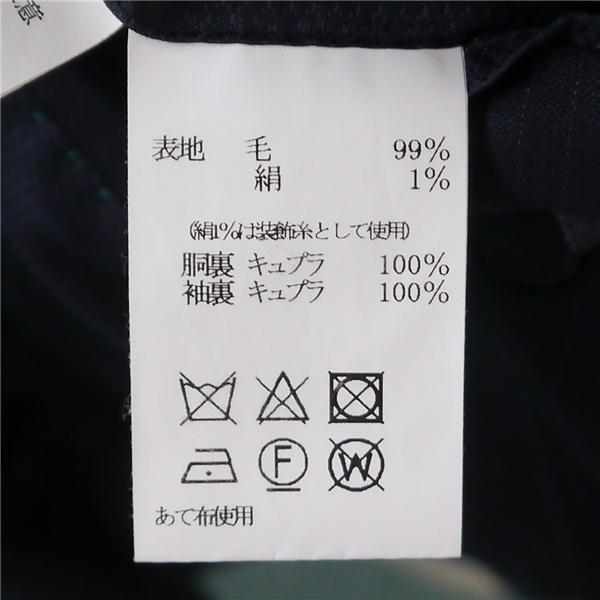 意
表地 毛 99%
絹 1%
(絹1%は装飾糸として使用)
胴裏 キュプラ 100%
袖裏 キュプラ 100%
F W
あて布使用